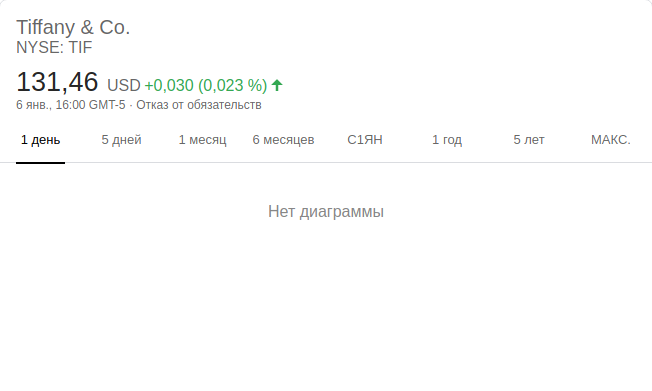 Tiffany & Co.
NYSE: TIF
131,46 USD +0,030 (0,023 %)
6 янв., 16:00 GMT-5 · Отказ от обязательств
1 день 5 дней 1 месяц 6 месяцев С1ЯН 1 год 5 лет МАКС.
Нет диаграммы